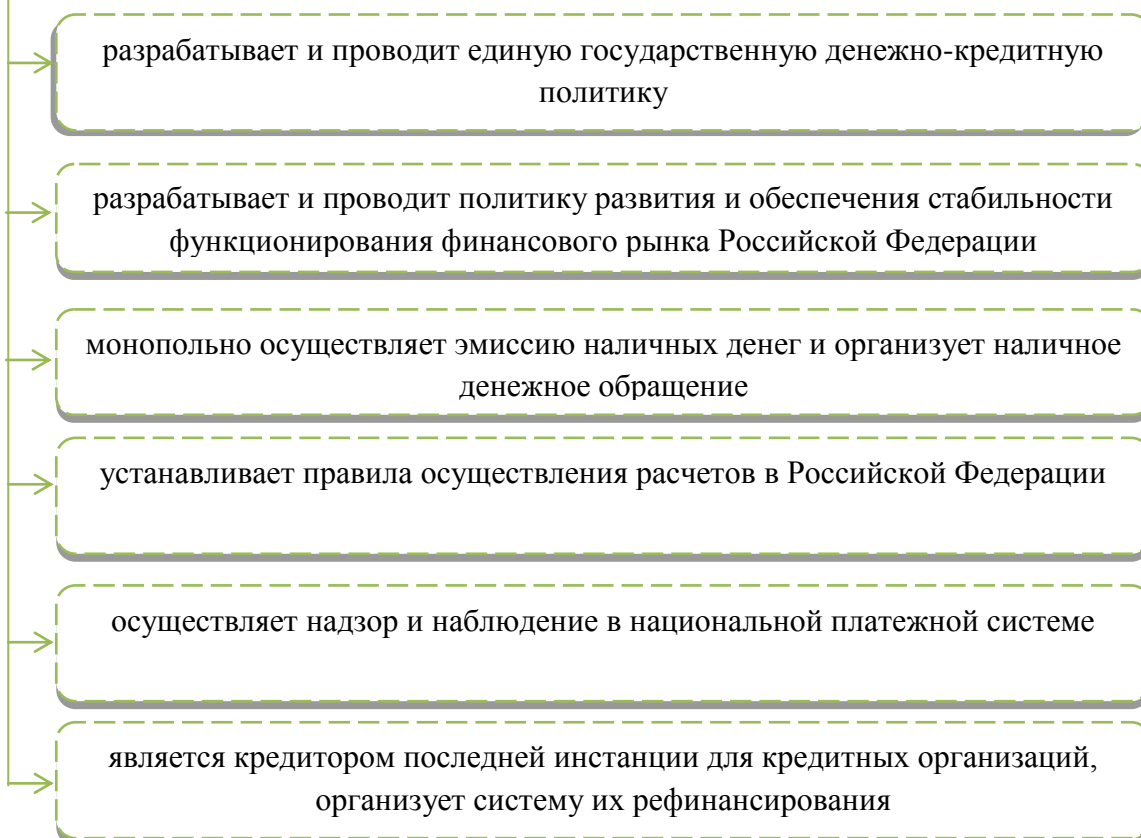 разрабатывает и проводит единую государственную денежно-кредитную
политику
разрабатывает и проводит политику развития и обеспечения стабильности
функционирования финансового рынка Российской Федерации
монопольно осуществляет эмиссию наличных денег и организует наличное
денежное обращение
устанавливает правила осуществления расчетов в Российской Федерации
осуществляет надзор и наблюдение в национальной платежной системе
является кредитором последней инстанции для кредитных организаций,
организует систему их рефинансирования